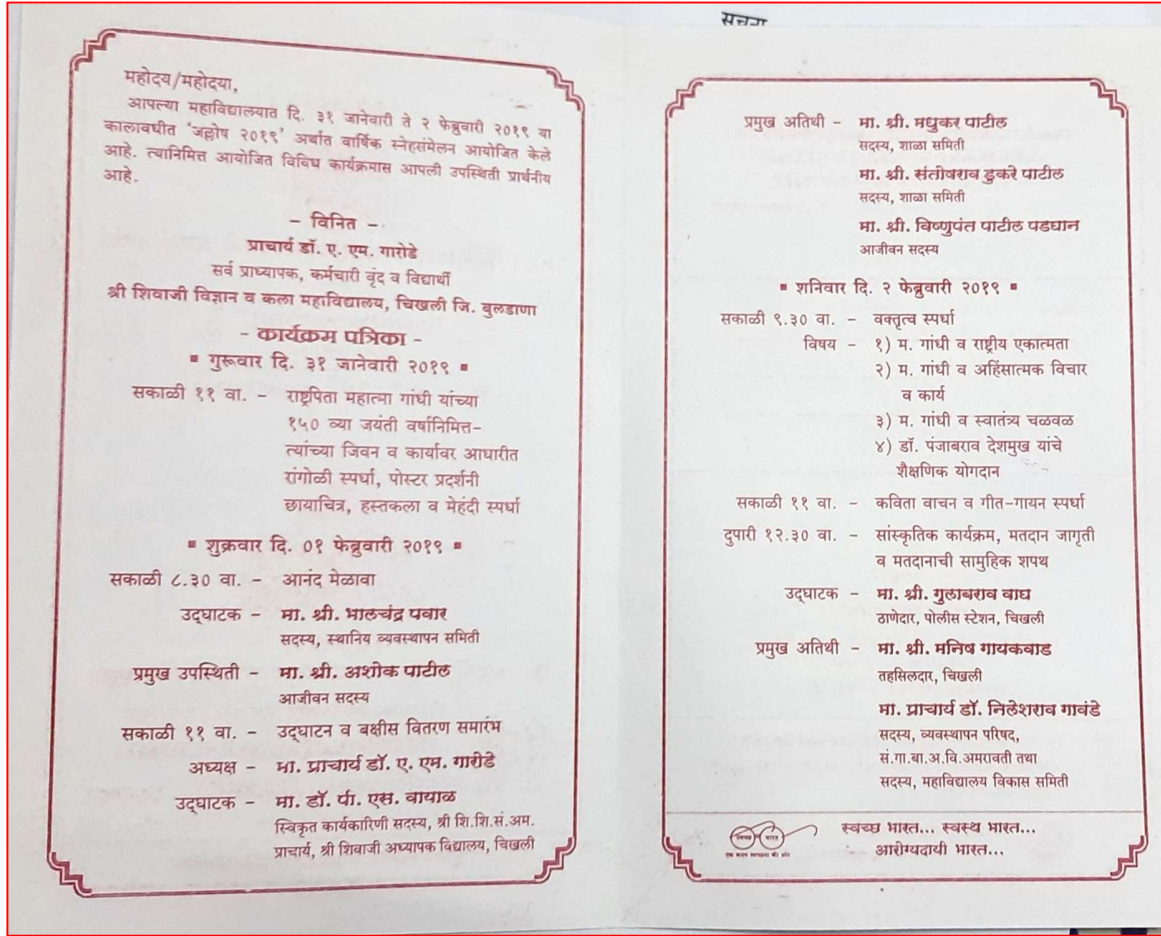 महोदय/महोदया,
आपल्या महाविद्यालयात दि. ३१ जानेवारी ते २ फेब्रुवारी २०१९ या
कालावधीत 'जल्लोष २०१९' अर्थात वार्षिक स्नेहसंमेलन आयोजित केले
आहे. त्यानिमित्त आयोजित विविध कार्यक्रमास आपली उपस्थिती प्रार्थनीय
आहे.
- विनित -
प्राचार्य डॉ. ए. एम. गारोडे
सर्व प्राध्यापक, कर्मचारी वृंद व विद्यार्थी
श्री शिवाजी विज्ञान व कला महाविद्यालय, चिखली जि. बुलडाणा
- कार्यक्रम पत्रिका -
▪ गुरूवार दि. ३१ जानेवारी २०१९ ▪
सकाळी ११ वा. - राष्ट्रपिता महात्मा गांधी यांच्या
१५० व्या जयंती वर्षानिमित्त-
त्यांच्या जिवन व कार्यावर आधारीत
रांगोळी स्पर्धा, पोस्टर प्रदर्शनी
छायाचित्र, हस्तकला व मेहंदी स्पर्धा
▪ शुक्रवार दि. ०१ फेब्रुवारी २०१९ ▪
सकाळी ८.३० वा. - आनंद मेळावा
उद्‌घाटक - मा. श्री. भालचंद्र पवार
सदस्य, स्थानिय व्यवस्थापन समिती
प्रमुख उपस्थिती - मा. श्री. अशोक पाटील
आजीवन सदस्य
सकाळी ११ वा. - उद्‌घाटन व बक्षीस वितरण समारंभ
अध्यक्ष - मा. प्राचार्य डॉ. ए. एम. गारोडे
उद्‌घाटक - मा. डॉ. पी. एस. वायाळ
स्विकृत कार्यकारिणी सदस्य, श्री शि.शि.सं.अम.
प्राचार्य, श्री शिवाजी अध्यापक विद्यालय, चिखली
सूचना
प्रमुख अतिथी - मा. श्री. मधुकर पाटील
सदस्य, शाळा समिती
मा. श्री. संतोषराव डुकरे पाटील
सदस्य, शाळा समिती
मा. श्री. विष्णुपंत पाटील पडघान
आजीवन सदस्य
▪ शनिवार दि. २ फेब्रुवारी २०१९ ▪
सकाळी ९.३० वा. - वक्तृत्व स्पर्धा
विषय - १) म. गांधी व राष्ट्रीय एकात्मता
२) म. गांधी व अहिंसात्मक विचार
व कार्य
३) म. गांधी व स्वातंत्र्य चळवळ
४) डॉ. पंजाबराव देशमुख यांचे
शैक्षणिक योगदान
सकाळी ११ वा. - कविता वाचन व गीत-गायन स्पर्धा
दुपारी १२.३० वा. - सांस्कृतिक कार्यक्रम, मतदान जागृती
व मतदानाची सामुहिक शपथ
उद्‌घाटक - मा. श्री. गुलाबराव वाघ
ठाणेदार, पोलीस स्टेशन, चिखली
प्रमुख अतिथी - मा. श्री. मनिष गायकवाड
तहसिलदार, चिखली
मा. प्राचार्य डॉ. निलेशराव गावंडे
सदस्य, व्यवस्थापन परिषद,
सं.गा.बा.अ.वि.अमरावती तथा
सदस्य, महाविद्यालय विकास समिती
स्वच्छ भारत
एक कदम स्वच्छता की ओर
स्वच्छ भारत... स्वस्थ भारत...
आरोग्यदायी भारत...